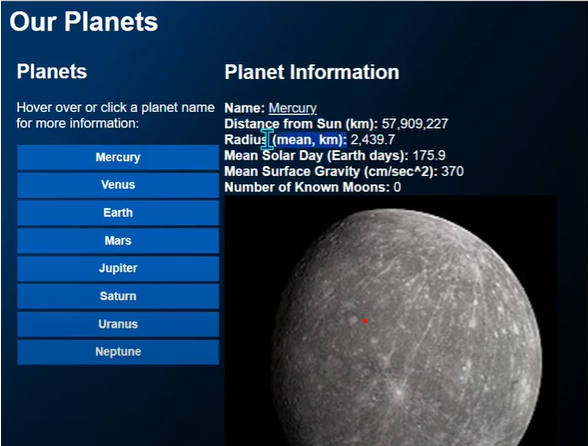 Our Planets
Planets
Hover over or click a planet name
for more information:
Mercury
Venus
Earth
Mars
Jupiter
Saturn
Uranus
Neptune
Planet Information
Name: Mercury
Distance from Sun (km): 57,909,227
Radius (mean, km): 2,439.7
Mean Solar Day (Earth days): 175.9
Mean Surface Gravity (cm/sec^2): 370
Number of Known Moons: 0